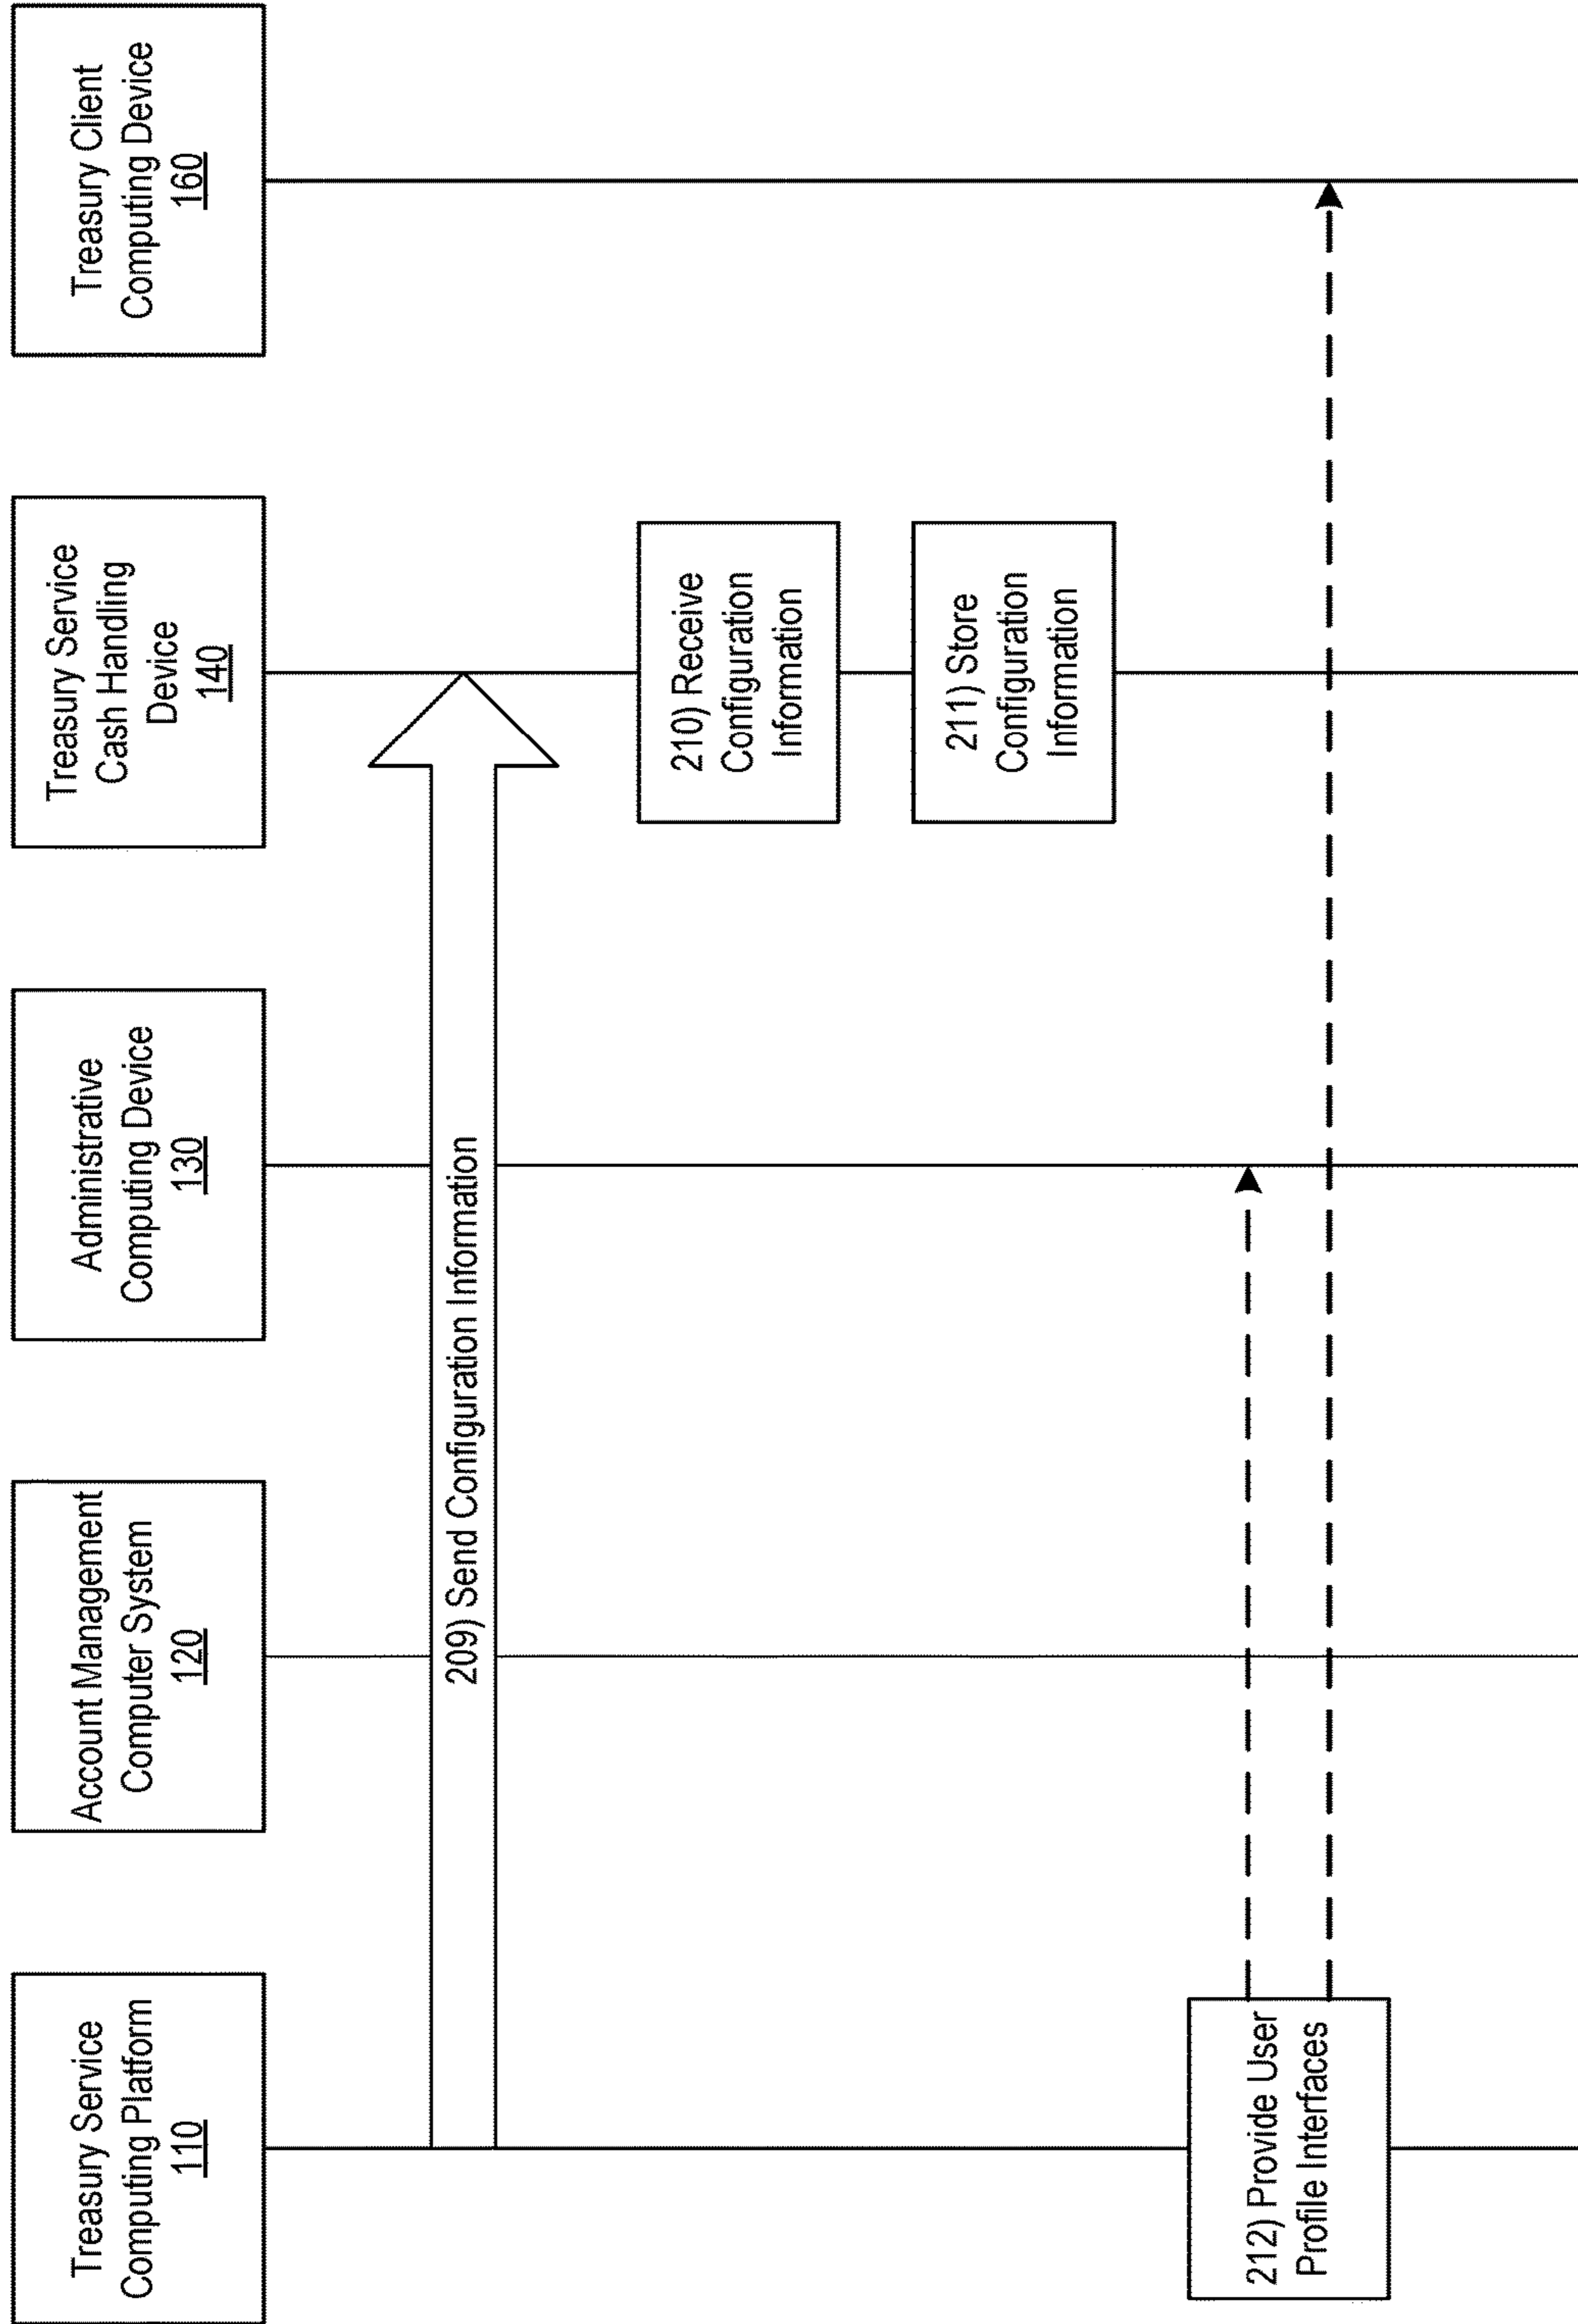 Treasury Service
Computing Platform
110
Account Management
Computer System
120
Administrative
Computing Device
130
Treasury Service
Cash Handling
Device
140
Treasury Client
Computing Device
160
209) Send Configuration Information
210) Receive
Configuration
Information
211) Store
Configuration
Information
212) Provide User
Profile Interfaces